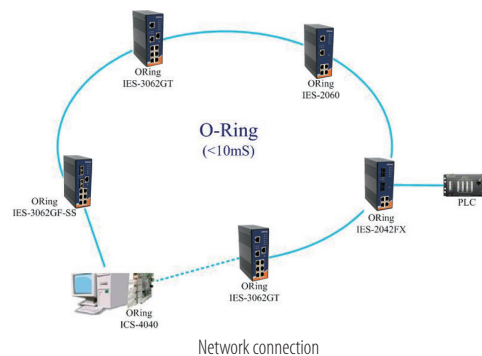 ORing
IES-3062GT
ORing
IES-2060
O-Ring
(<10mS)
ORing
IES-3062GF-SS
ORing
IES-2042FX
PLC
ORing
IES-3062GT
ORing
ICS-4040
Network connection